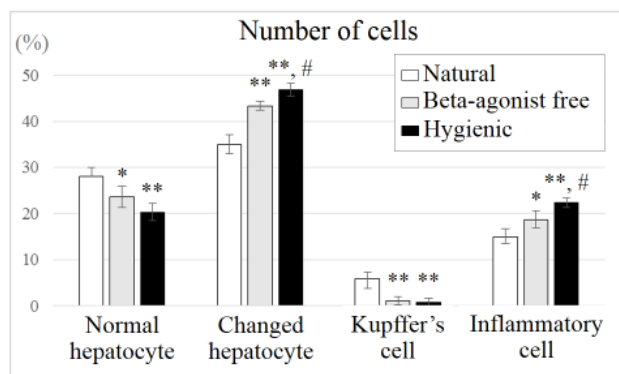 Number of cells
(%)
**, #
Natural
50
**
Beta-agonist free
Hygienic
40
**, #
30
*
*
**
20
10
**
**
0
Normal
hepatocyte
Changed
hepatocyte
Kupffer's
cell
Inflammatory
cell